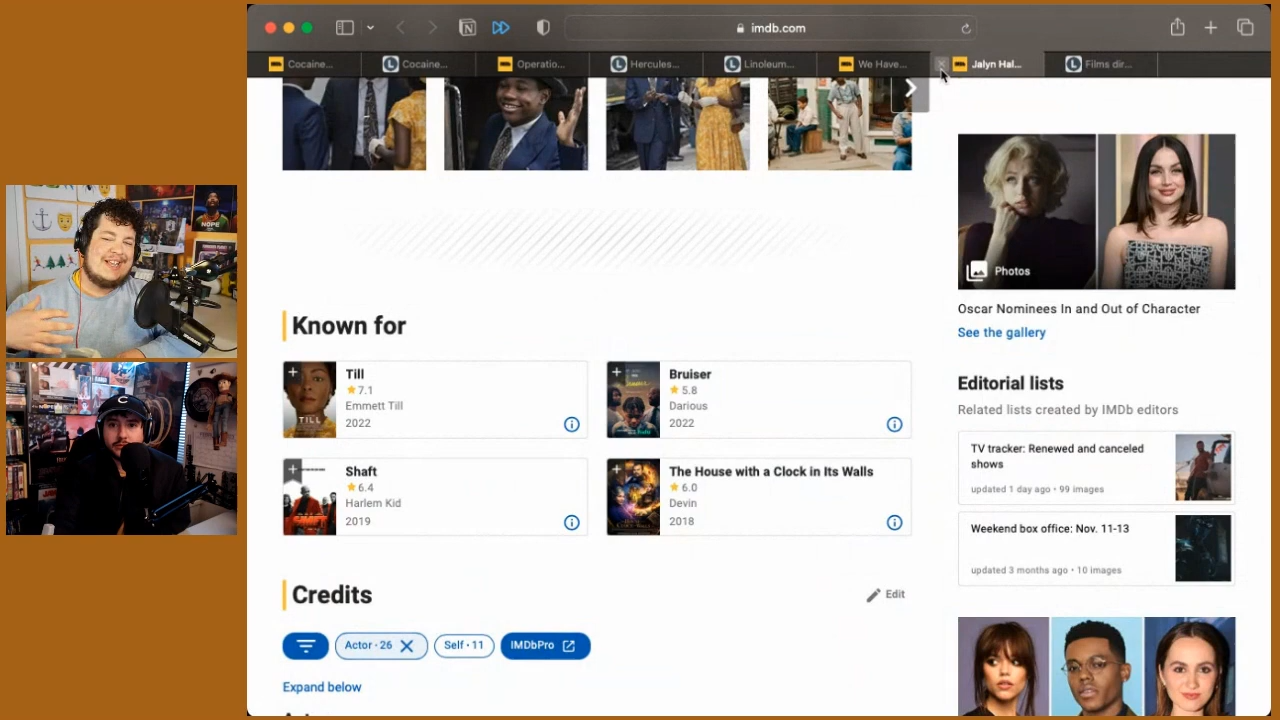 imdb.com
Cocaine...
Cocaine...
Operatio...
Hercules...
Linoleum...
We Have...
Jalyn Hal...
Films dir...
NOPE
Photos
Oscar Nominees In and Out of Character
See the gallery
Known for
Till
7.1
Emmett Till
2022
TILL
Bruiser
5.8
Darious
2022
Shaft
6.4
Harlem Kid
2019
The House with a Clock in Its Walls
6.0
Devin
2018
Editorial lists
Related lists created by IMDb editors
TV tracker: Renewed and canceled
shows
updated 1 day ago • 99 images
Weekend box office: Nov. 11-13
updated 3 months ago • 10 images
Credits
Edit
Actor · 26
Self · 11
IMDbPro
Expand below